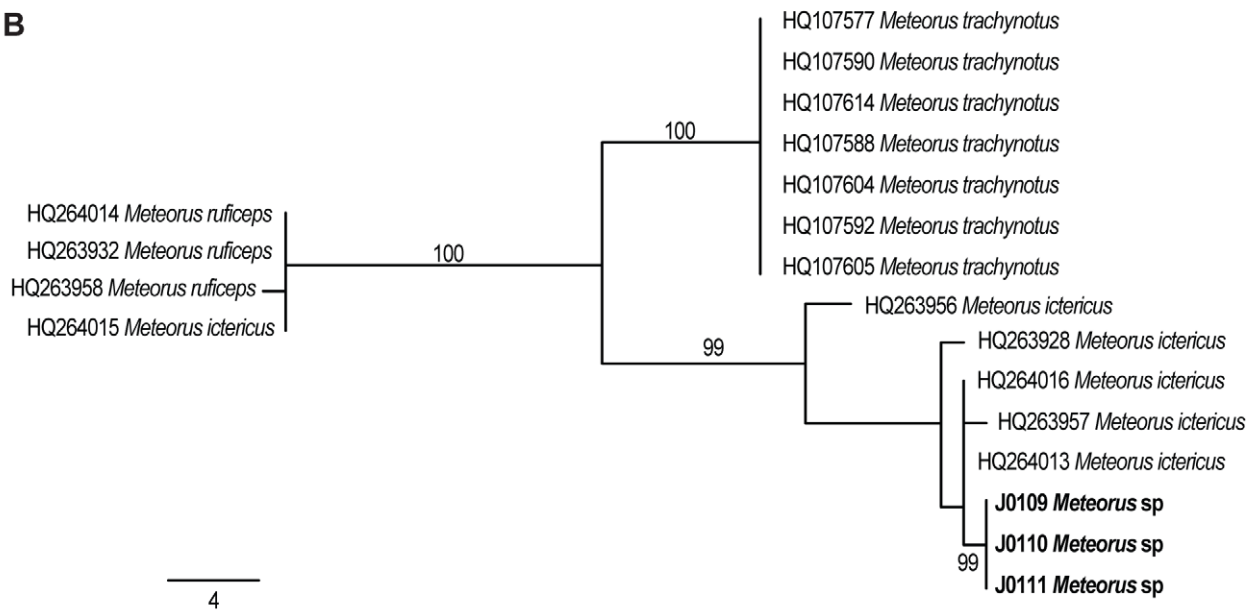 B
HQ107577 Meteorus trachynotus
HQ107590 Meteorus trachynotus
HQ107614 Meteorus trachynotus
100
HQ107588 Meteorus trachynotus
HQ107604 Meteorus trachynotus
HQ107592 Meteorus trachynotus
HQ107605 Meteorus trachynotus
HQ264014 Meteorus ruficeps
HQ263932 Meteorus ruficeps
HQ263958 Meteorus ruficeps
HQ264015 Meteorus ictericus
100
99
HQ263956 Meteorus ictericus
HQ263928 Meteorus ictericus
HQ264016 Meteorus ictericus
HQ263957 Meteorus ictericus
HQ264013 Meteorus ictericus
J0109 Meteorus sp
J0110 Meteorus sp
99
J0111 Meteorus sp
4